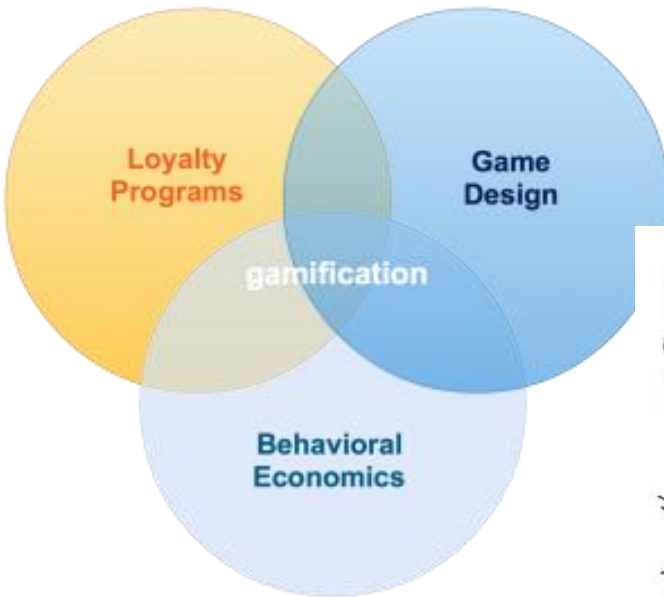 Loyalty
Programs
Game
Design
gamification
Behavioral
Economics